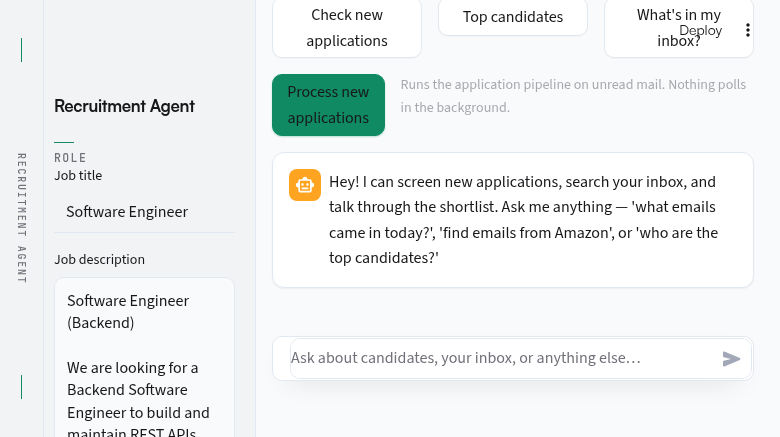 RECRUITMENT AGENT
Recruitment Agent
ROLE
Job title
Software Engineer
Job description
Software Engineer
(Backend)
We are looking for a
Backend Software
Engineer to build and
maintain REST APIs
Check new
applications
Top candidates
What's in my
inbox?
Deploy
Process new
applications
Runs the application pipeline on unread mail. Nothing polls
in the background.
Hey! I can screen new applications, search your inbox, and
talk through the shortlist. Ask me anything — 'what emails
came in today?', 'find emails from Amazon', or 'who are the
top candidates?'
Ask about candidates, your inbox, or anything else…